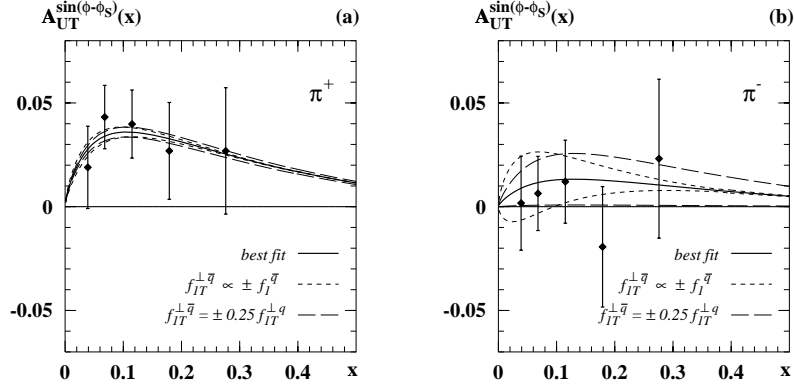 A_UT^sin(ϕ-ϕ_S)(x) (a)
π⁺
0.05
0
-0.05
best fit
f_1T^⊥q̅ ∝ ± f_1^q̅
f_1T^⊥q̅ = ± 0.25 f_1T^⊥q
0 0.1 0.2 0.3 0.4 x
A_UT^sin(ϕ-ϕ_S)(x) (b)
π⁻
0.05
0
-0.05
best fit
f_1T^⊥q̅ ∝ ± f_1^q̅
f_1T^⊥q̅ = ± 0.25 f_1T^⊥q
0 0.1 0.2 0.3 0.4 x